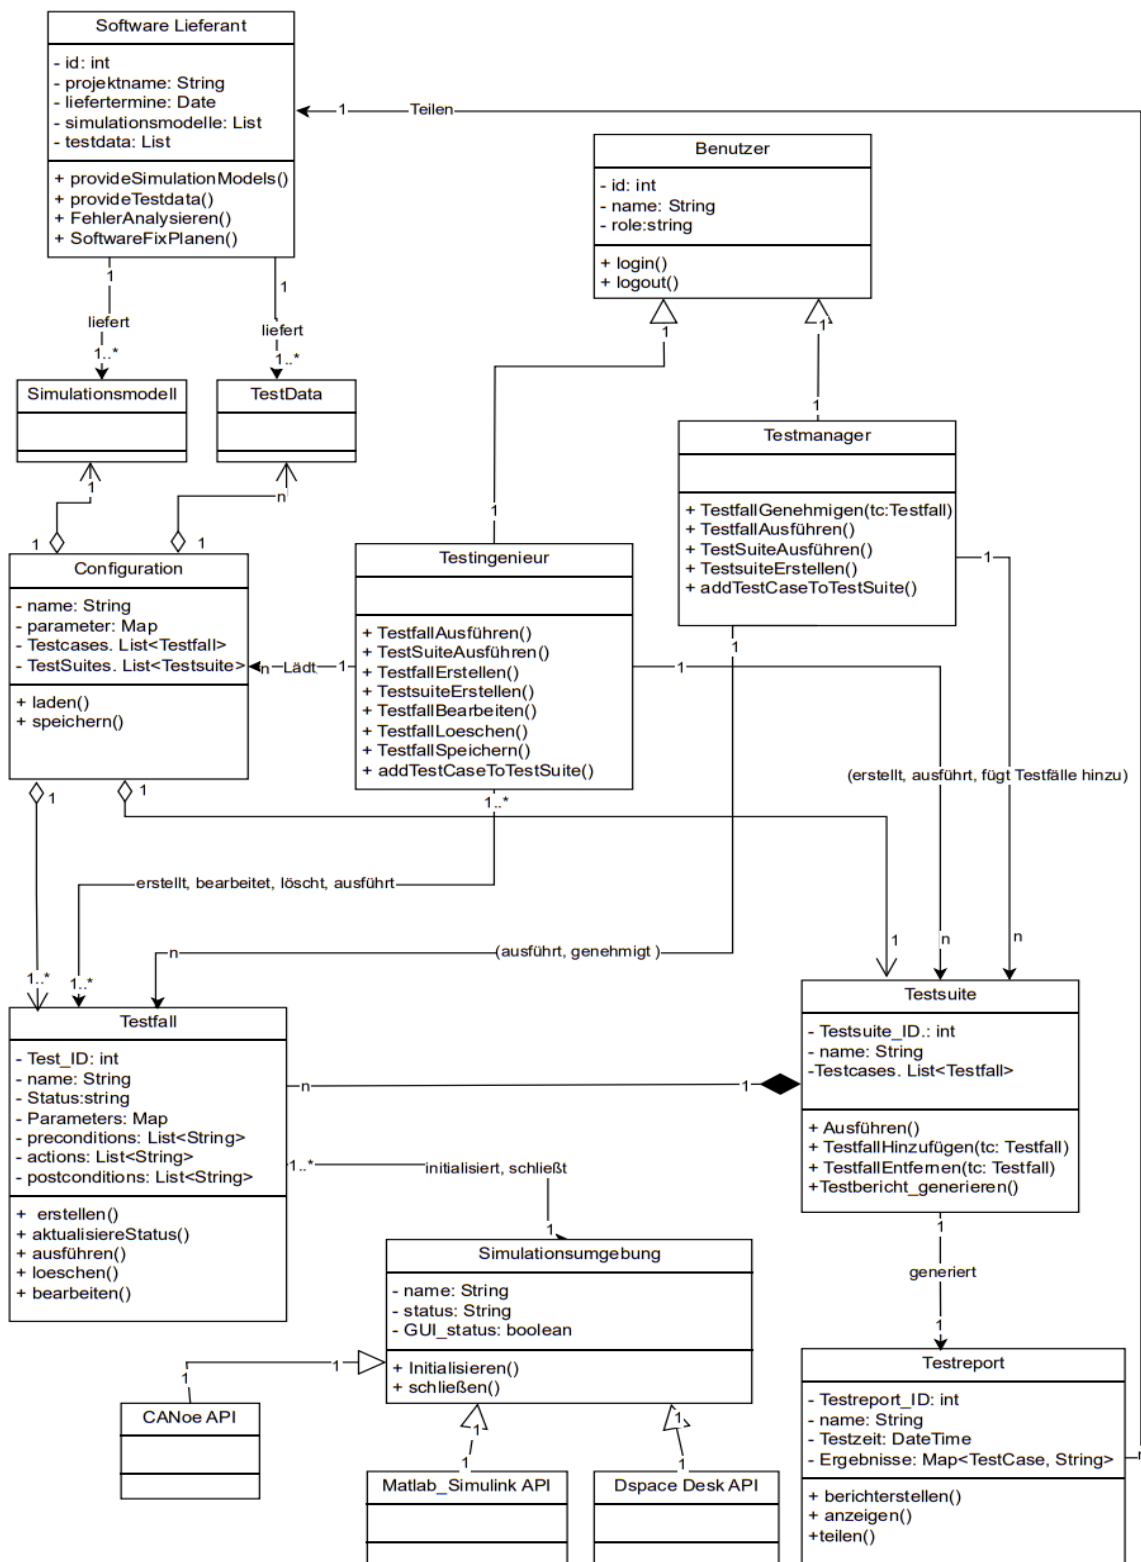 Software Lieferant
- id: int
- projektname: String
- liefertermine: Date
- simulationsmodelle: List
- testdata: List
+ provideSimulationModels()
+ provideTestdata()
+ FehlerAnalysieren()
+ SoftwareFixPlanen()
1
Teilen
Benutzer
- id: int
- name: String
- role:string
+ login()
+ logout()
1
liefert
1..*
1
liefert
1..*
1
1
1
1
Simulationsmodell
TestData
Testmanager
+ TestfallGenehmigen(tc:Testfall)
+ TestfallAusführen()
+ TestSuiteAusführen()
+ TestsuiteErstellen()
+ addTestCaseToTestSuite()
1
1
n
1
Configuration
- name: String
- parameter: Map
- Testcases. List<Testfall>
- TestSuites. List<Testsuite>
+ laden()
+ speichern()
n
Lädt
1
Testingenieur
+ TestfallAusführen()
+ TestSuiteAusführen()
+ TestfallErstellen()
+ TestsuiteErstellen()
+ TestfallBearbeiten()
+ TestfallLoeschen()
+ TestfallSpeichern()
+ addTestCaseToTestSuite()
1
1
1
(erstellt, ausführt, fügt Testfälle hinzu)
1
1
1..*
erstellt, bearbeitet, löscht, ausführt
(ausführt, genehmigt )
n
1
n
n
1..*
1..*
Testfall
- Test_ID: int
- name: String
- Status:string
- Parameters: Map
- preconditions: List<String>
- actions: List<String>
- postconditions: List<String>
+ erstellen()
+ aktualisiereStatus()
+ ausführen()
+ loeschen()
+ bearbeiten()
n
1
Testsuite
- Testsuite_ID.: int
- name: String
-Testcases. List<Testfall>
+ Ausführen()
+ TestfallHinzufügen(tc: Testfall)
+ TestfallEntfernen(tc: Testfall)
+Testbericht_generieren()
1..*
initialisiert, schließt
1
1
generiert
1
Simulationsumgebung
- name: String
- status: String
- GUI_status: boolean
+ Initialisieren()
+ schließen()
1
1
CANoe API
1
1
Matlab_Simulink API
1
1
Dspace Desk API
Testreport
- Testreport_ID: int
- name: String
- Testzeit: DateTime
- Ergebnisse: Map<TestCase, String>
+ berichterstellen()
+ anzeigen()
+teilen()
n